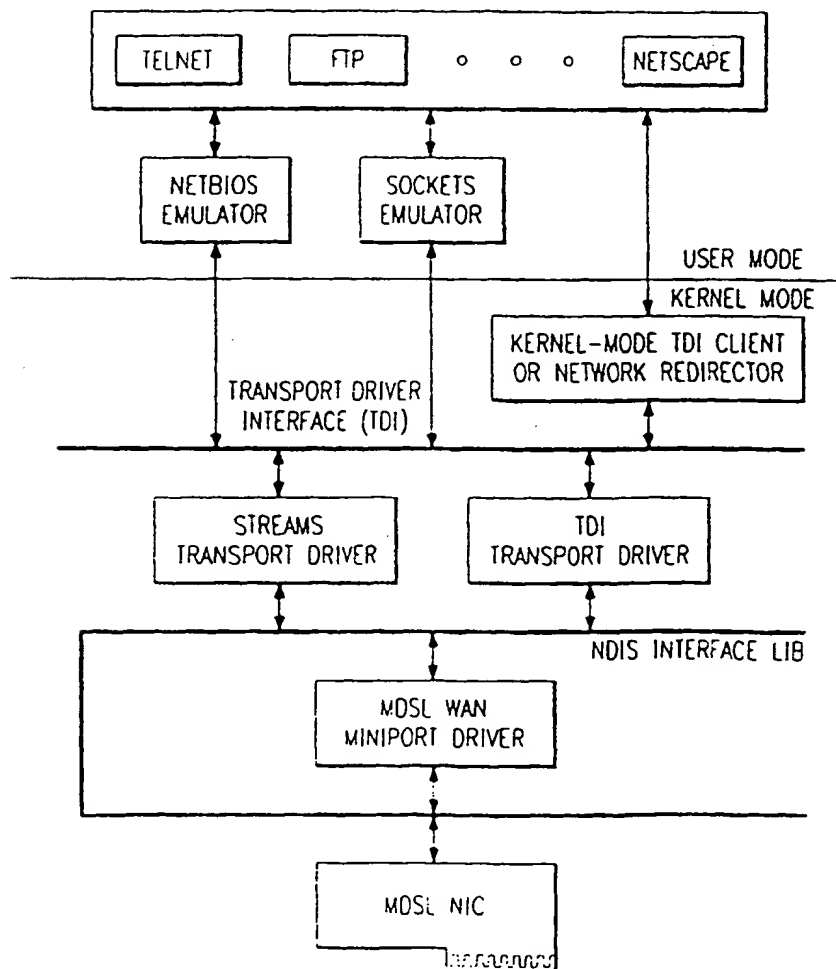 TELNET
FTP
NETSCAPE
NETBIOS
EMULATOR
SOCKETS
EMULATOR
USER MODE
KERNEL MODE
KERNEL-MODE TDI CLIENT
OR NETWORK REDIRECTOR
TRANSPORT DRIVER
INTERFACE (TDI)
STREAMS
TRANSPORT DRIVER
TDI
TRANSPORT DRIVER
NDIS INTERFACE LIB
MDSL WAN
MINIPORT DRIVER
MDSL NIC